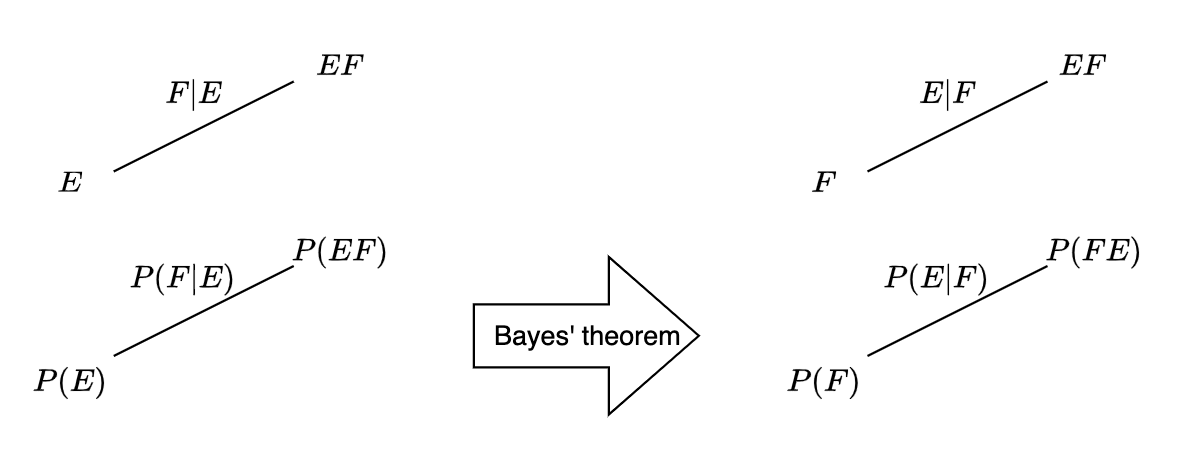 EF
EF
F|E
E|F
E
F
P(EF)
P(FE)
P(F|E)
P(E|F)
Bayes' theorem
P(E)
P(F)